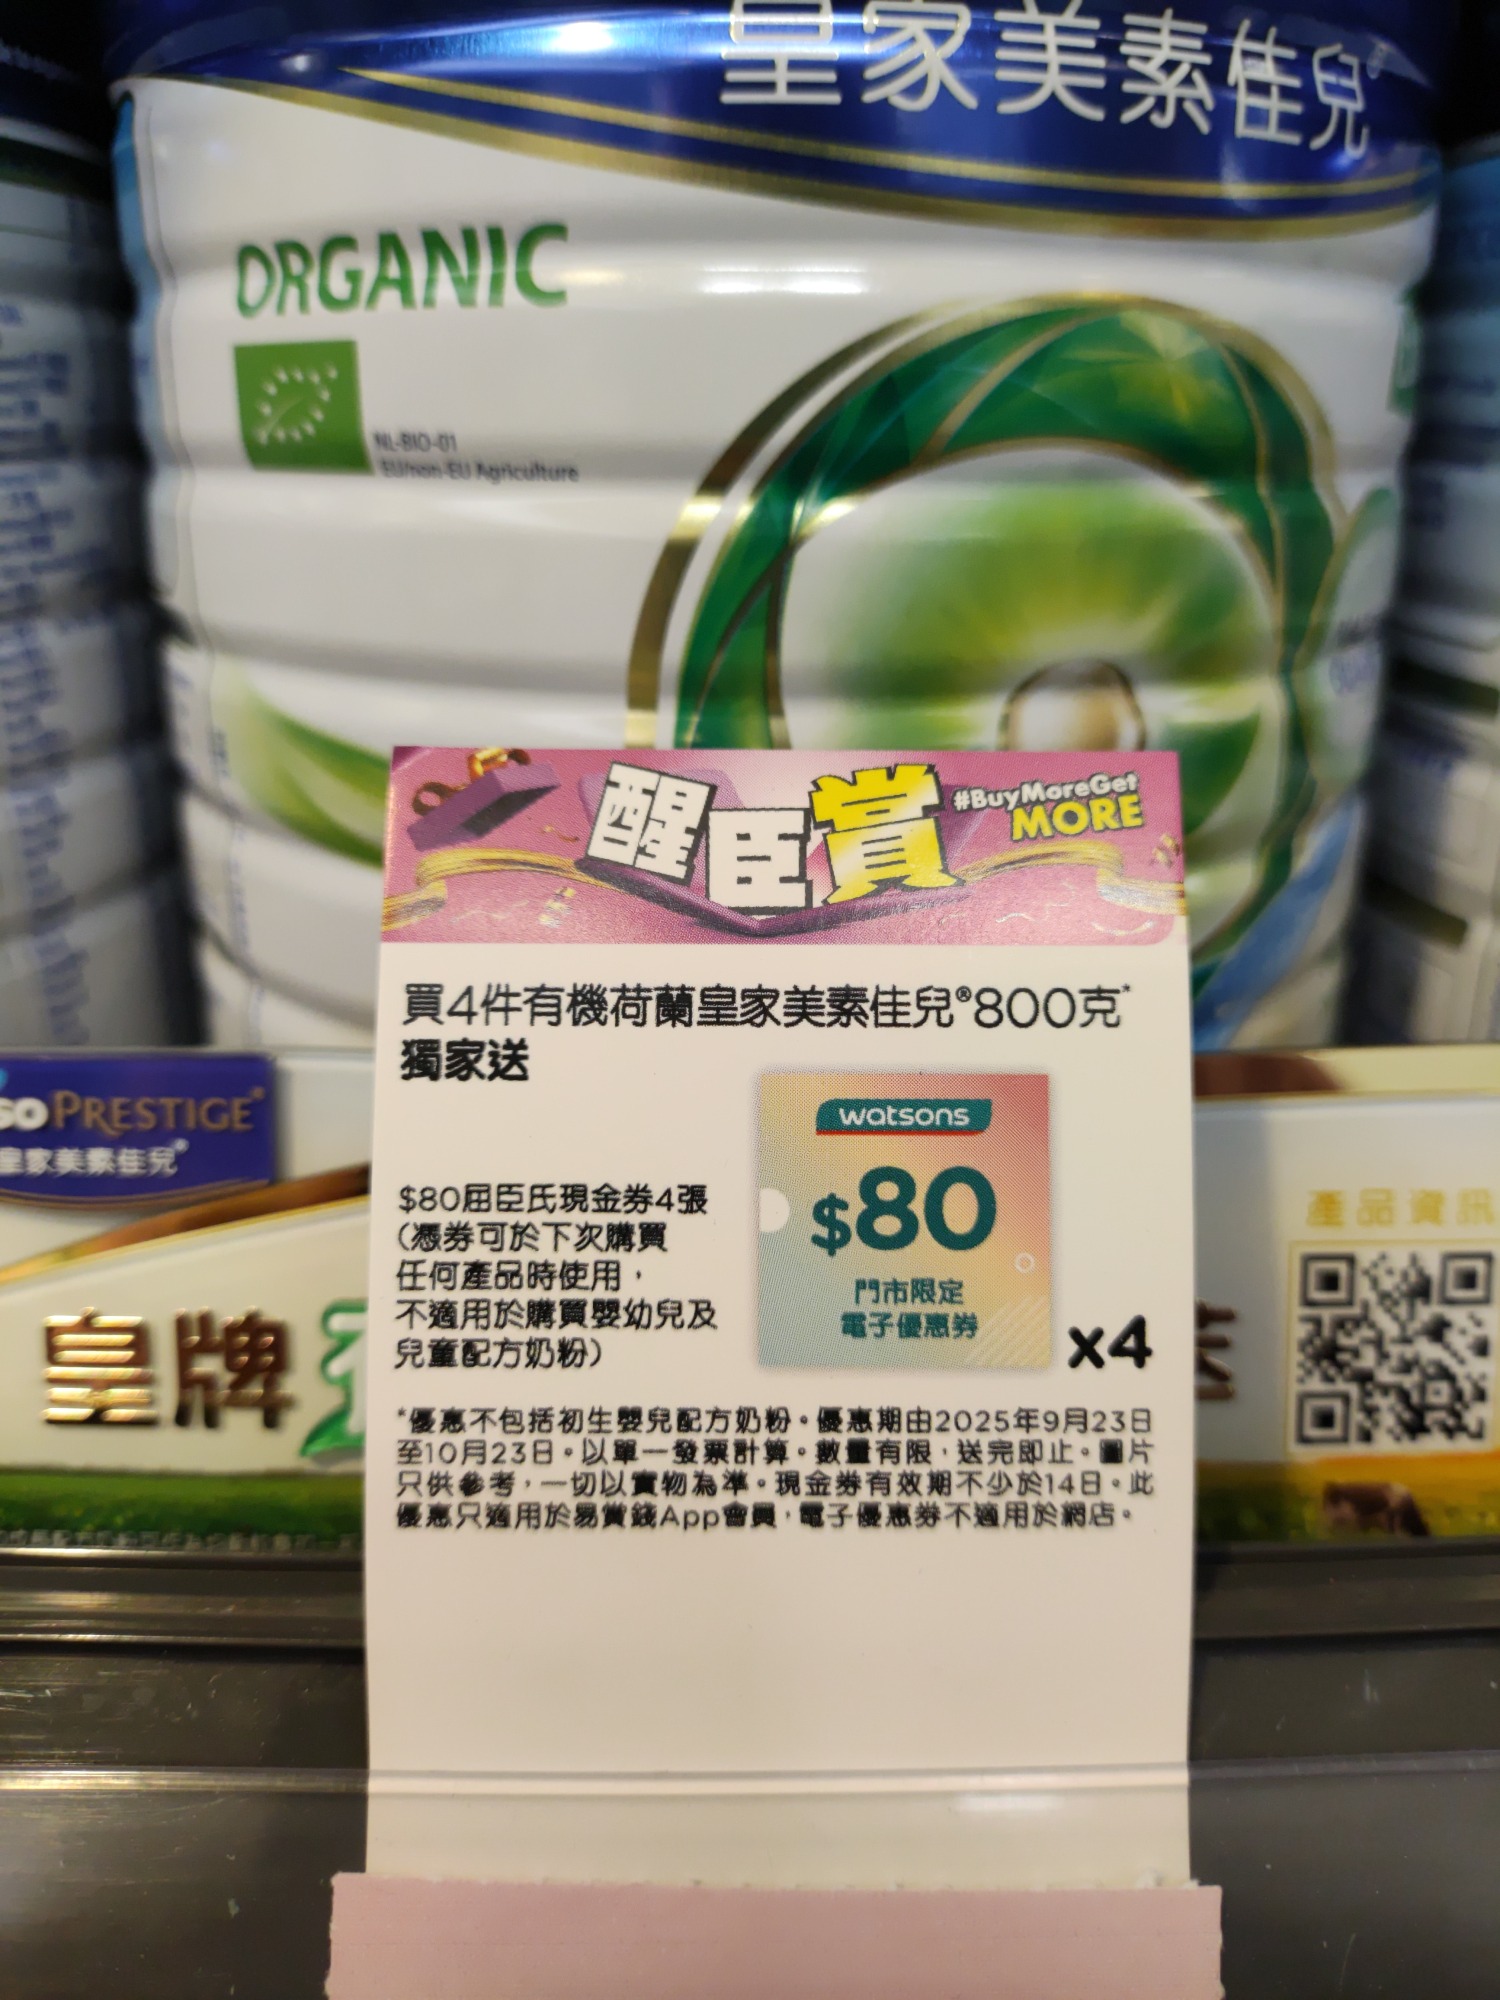 皇家美素佳兒
ORGANIC
NL-BIO-01
EU/non-EU Agriculture
醒臣賞
#BuyMoreGet
MORE
買4件有機荷蘭皇家美素佳兒®800克*
獨家送
watsons
$80
門市限定
電子優惠券
x4
$80屈臣氏現金券4張
(憑券可於下次購買
任何產品時使用，
不適用於購買嬰幼兒及
兒童配方奶粉)
*優惠不包括初生嬰兒配方奶粉。優惠期由2025年9月23日
至10月23日。以單一發票計算。數量有限，送完即止。圖片
只供參考，一切以實物為準。現金券有效期不少於14日。此
優惠只適用於易賞錢App會員，電子優惠券不適用於網店。
PRESTIGE
皇家美素佳兒
皇牌
產品資訊